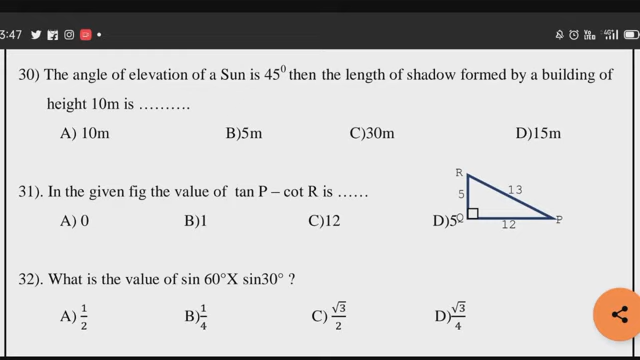 3:47
30) The angle of elevation of a Sun is 45⁰ then the length of shadow formed by a building of
height 10m is ..........
A) 10m B)5m C)30m D)15m
31). In the given fig the value of tan P – cot R is ......
A) 0 B)1 C)12 D)5
R
5
13
Q
12
P
32). What is the value of sin 60°X sin30° ?
A) 1/2 B) 1/4 C) √3/2 D) √3/4